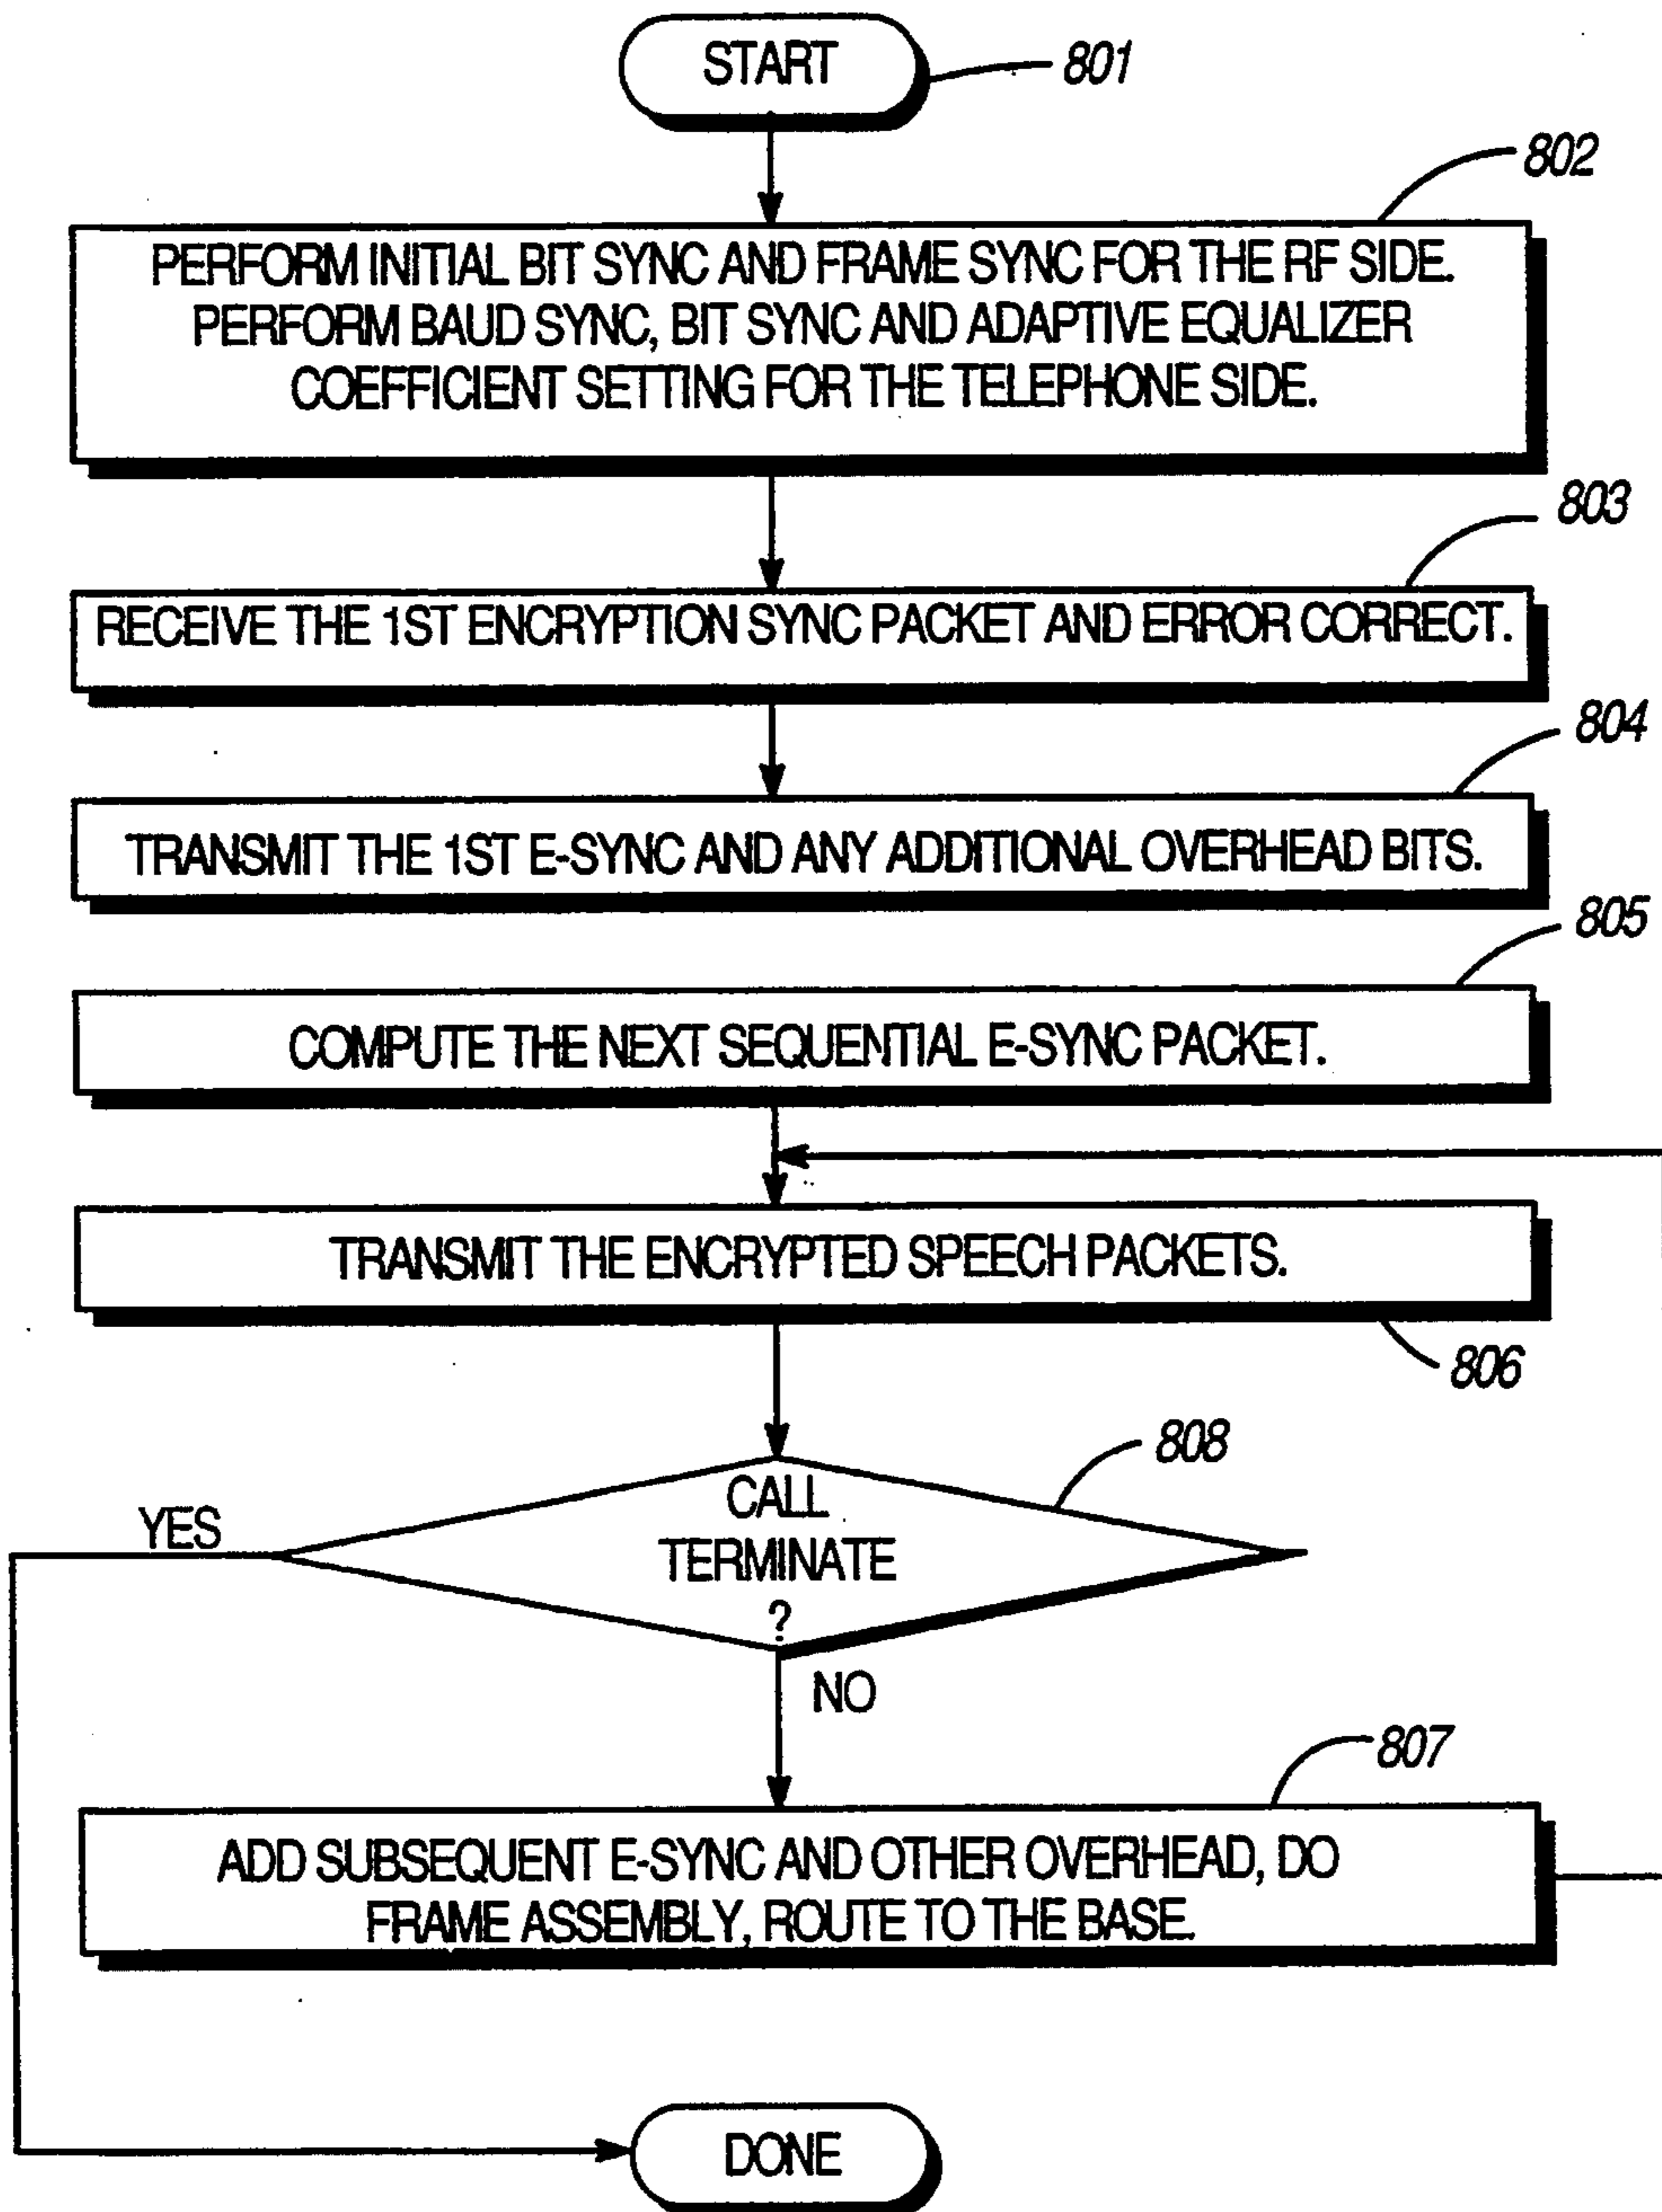 START
801
802
PERFORM INITIAL BIT SYNC AND FRAME SYNC FOR THE RF SIDE.
PERFORM BAUD SYNC, BIT SYNC AND ADAPTIVE EQUALIZER
COEFFICIENT SETTING FOR THE TELEPHONE SIDE.
803
RECEIVE THE 1ST ENCRYPTION SYNC PACKET AND ERROR CORRECT.
804
TRANSMIT THE 1ST E-SYNC AND ANY ADDITIONAL OVERHEAD BITS.
805
COMPUTE THE NEXT SEQUENTIAL E-SYNC PACKET.
TRANSMIT THE ENCRYPTED SPEECH PACKETS.
806
808
CALL
TERMINATE
?
YES
NO
807
ADD SUBSEQUENT E-SYNC AND OTHER OVERHEAD, DO
FRAME ASSEMBLY, ROUTE TO THE BASE.
DONE